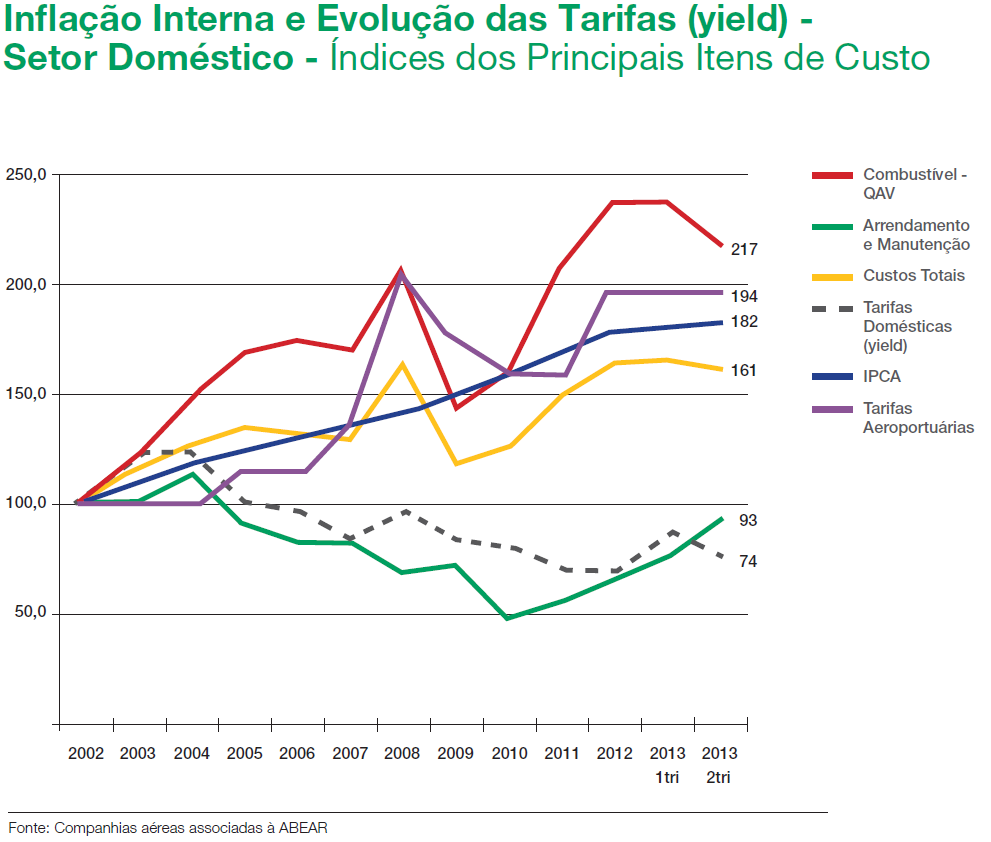 Inflação Interna e Evolução das Tarifas (yield) -
Setor Doméstico - Índices dos Principais Itens de Custo
250,0
200,0
150,0
100,0
50,0
217
194
182
161
93
74
Combustível -
QAV
Arrendamento
e Manutenção
Custos Totais
Tarifas
Domésticas
(yield)
IPCA
Tarifas
Aeroportuárias
2002 2003 2004 2005 2006 2007 2008 2009 2010 2011 2012 2013 2013
1tri 2tri
Fonte: Companhias aéreas associadas à ABEAR